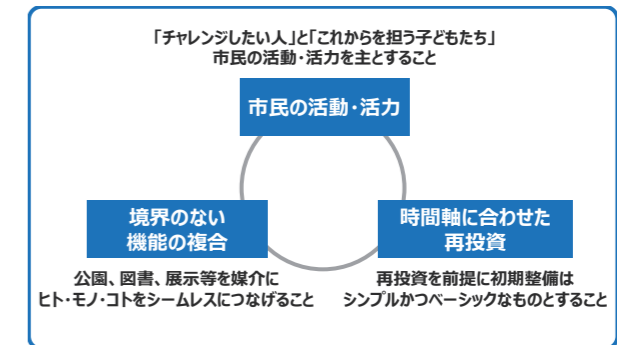 「チャレンジしたい人」と「これからを担う子どもたち」
市民の活動・活力を主とすること
市民の活動・活力
境界のない
機能の複合
公園、図書、展示等を媒介に
ヒト・モノ・コトをシームレスにつなげること
時間軸に合わせた
再投資
再投資を前提に初期整備は
シンプルかつベーシックなものとすること